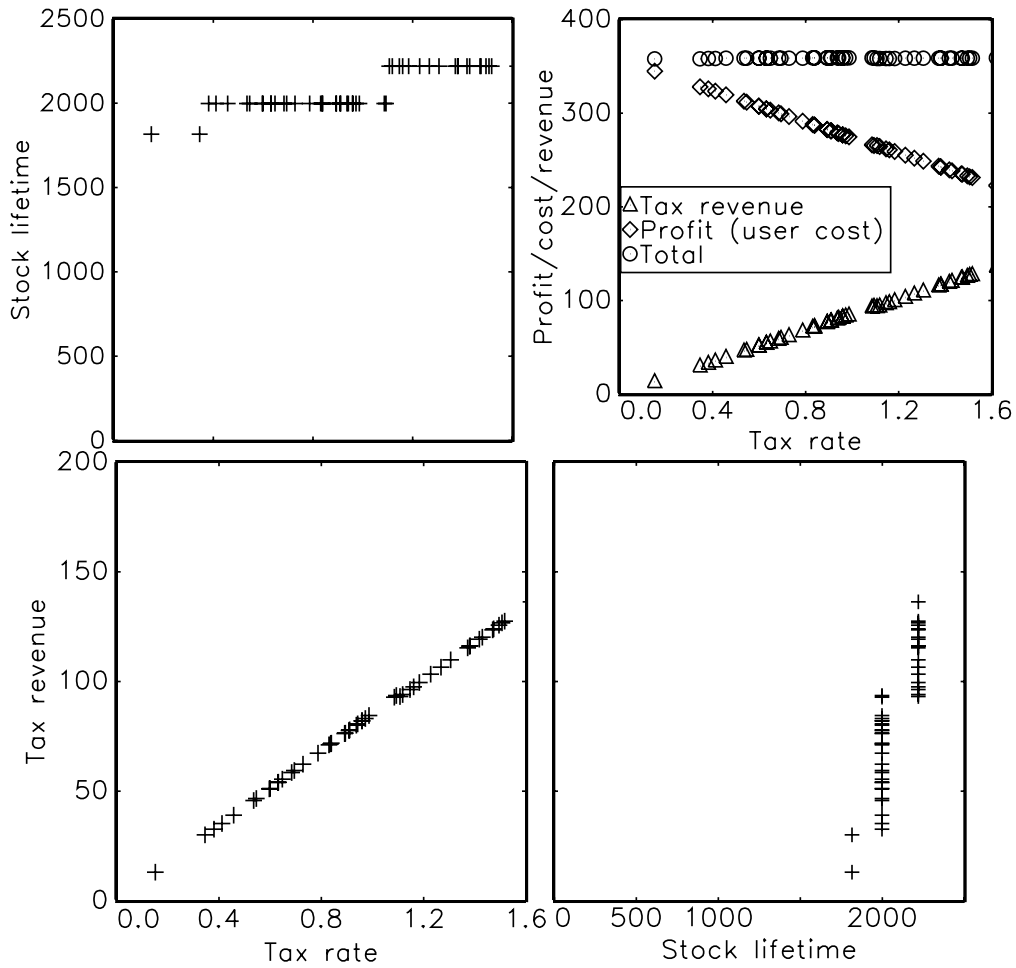 2500
2000
1500
1000
500
0
Stock lifetime
400
300
200
100
0
Profit/cost/revenue
Tax revenue
Profit (user cost)
Total
0.0 0.4 0.8 1.2 1.6
Tax rate
200
150
100
50
0
Tax revenue
0.0 0.4 0.8 1.2 1.6
Tax rate
0 500 1000 2000
Stock lifetime